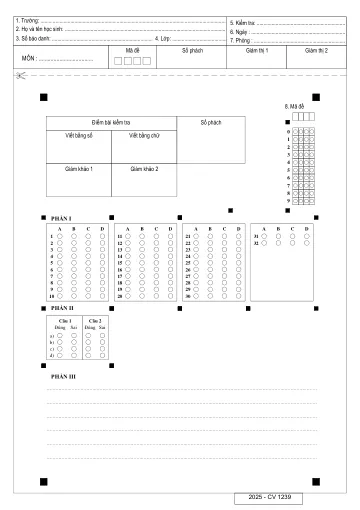 1. Trường:
5. Kiểm tra:
2. Họ và tên học sinh:
6. Ngày :
3. Số báo danh: 4. Lớp:
7. Phòng :
MÔN :
Mã đề
Số phách
Giám thị 1
Giám thị 2
8. Mã đề
Điểm bài kiểm tra
Số phách
Viết bằng số
Viết bằng chữ
Giám khảo 1
Giám khảo 2
0
1
2
3
4
5
6
7
8
9
PHẦN I
A B C D
1
2
3
4
5
6
7
8
9
10
A B C D
11
12
13
14
15
16
17
18
19
20
A B C D
21
22
23
24
25
26
27
28
29
30
A B C D
31
32
PHẦN II
Câu 1 Câu 2
Đúng Sai Đúng Sai
a)
b)
c)
d)
PHẦN III
2025 - CV 1239